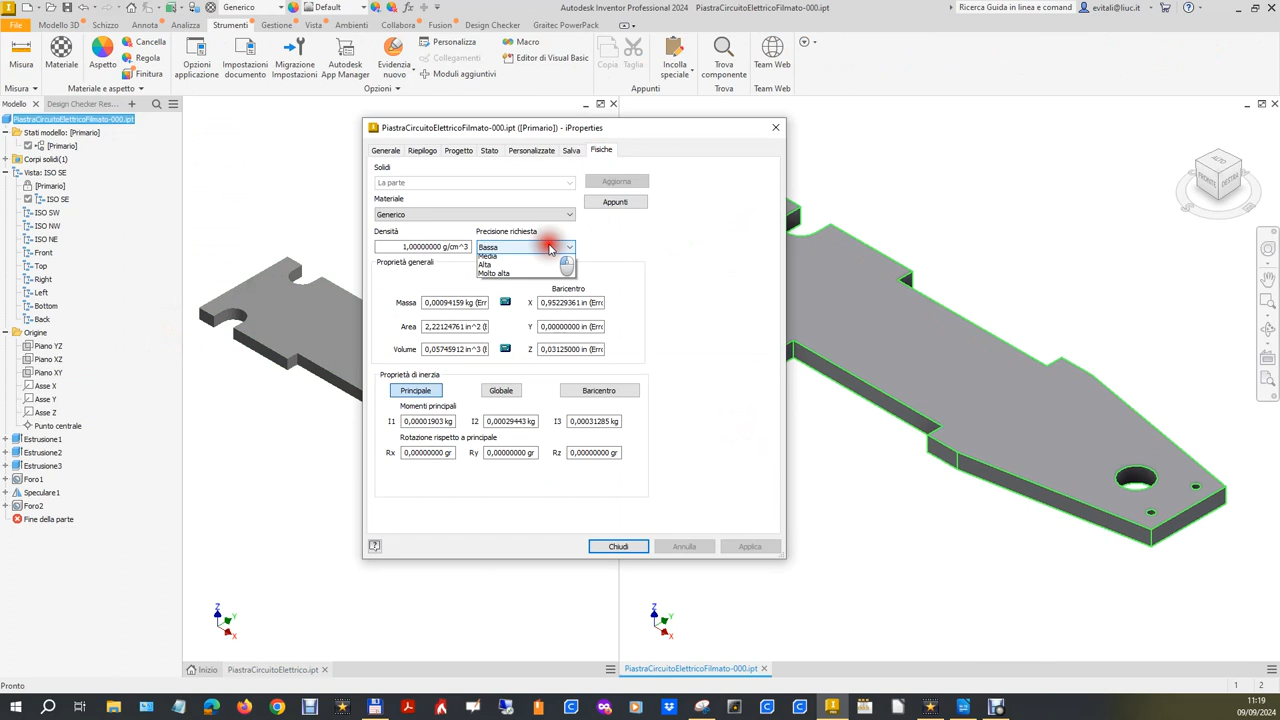 Generico
Default
Autodesk Inventor Professional 2024 PiastraCircuitoElettricoFilmato-000.ipt
Ricerca Guida in linea e comand
evitali@liuc.it
File Modello 3D Schizzo Annota Analizza Strumenti Gestione Vista Ambienti Collabora Fusion Design Checker Graitec PowerPack
Misura
Materiale
Aspetto
Cancella
Regola
Finitura
Opzioni applicazione
Impostazioni documento
Migrazione Impostazioni
Autodesk App Manager
Evidenzia nuovo
Personalizza
Collegamenti
Moduli aggiuntivi
Macro
Editor di Visual Basic
Copia
Taglia
Incolla speciale
Trova componente
Team Web
Misura Materiale e aspetto Opzioni Appunti Trova Team Web
Modello Design Checker Res...
PiastraCircuitoElettricoFilmato-000.ipt
Stati modello: [Primario]
[Primario]
Corpi solidi(1)
Vista: ISO SE
[Primario]
ISO SE
ISO SW
ISO NW
ISO NE
Front
Top
Right
Left
Bottom
Back
Origine
Piano YZ
Piano XZ
Piano XY
Asse X
Asse Y
Asse Z
Punto centrale
Estrusione1
Estrusione2
Estrusione3
Foro1
Speculare1
Foro2
Fine della parte
PiastraCircuitoElettricoFilmato-000.ipt ([Primario]) - iProperties
Generale Riepilogo Progetto Stato Personalizzate Salva Fisiche
Solidi
La parte
Aggiorna
Materiale
Appunti
Generico
Densità
Precisione richiesta
1,00000000 g/cm^3
Bassa
Media
Alta
Molto alta
Proprietà generali
Baricentro
Massa 0,00094159 kg (Err X 0,95229361 in (Erro
Area 2,22124761 in^2 (E Y 0,00000000 in (Erro
Volume 0,05745912 in^3 (E Z 0,03125000 in (Erro
Proprietà di inerzia
Principale Globale Baricentro
Momenti principali
I1 0,00001903 kg I2 0,00029443 kg I3 0,00031285 kg
Rotazione rispetto a principale
Rx 0,00000000 gr Ry 0,00000000 gr Rz 0,00000000 gr
Chiudi Annulla Applica
ALTO
FRONTE
DESTRA
Z
Y
X
Z
Y
X
Inizio PiastraCircuitoElettrico.ipt
PiastraCircuitoElettricoFilmato-000.ipt
Pronto
1 2
11:19
09/09/2024